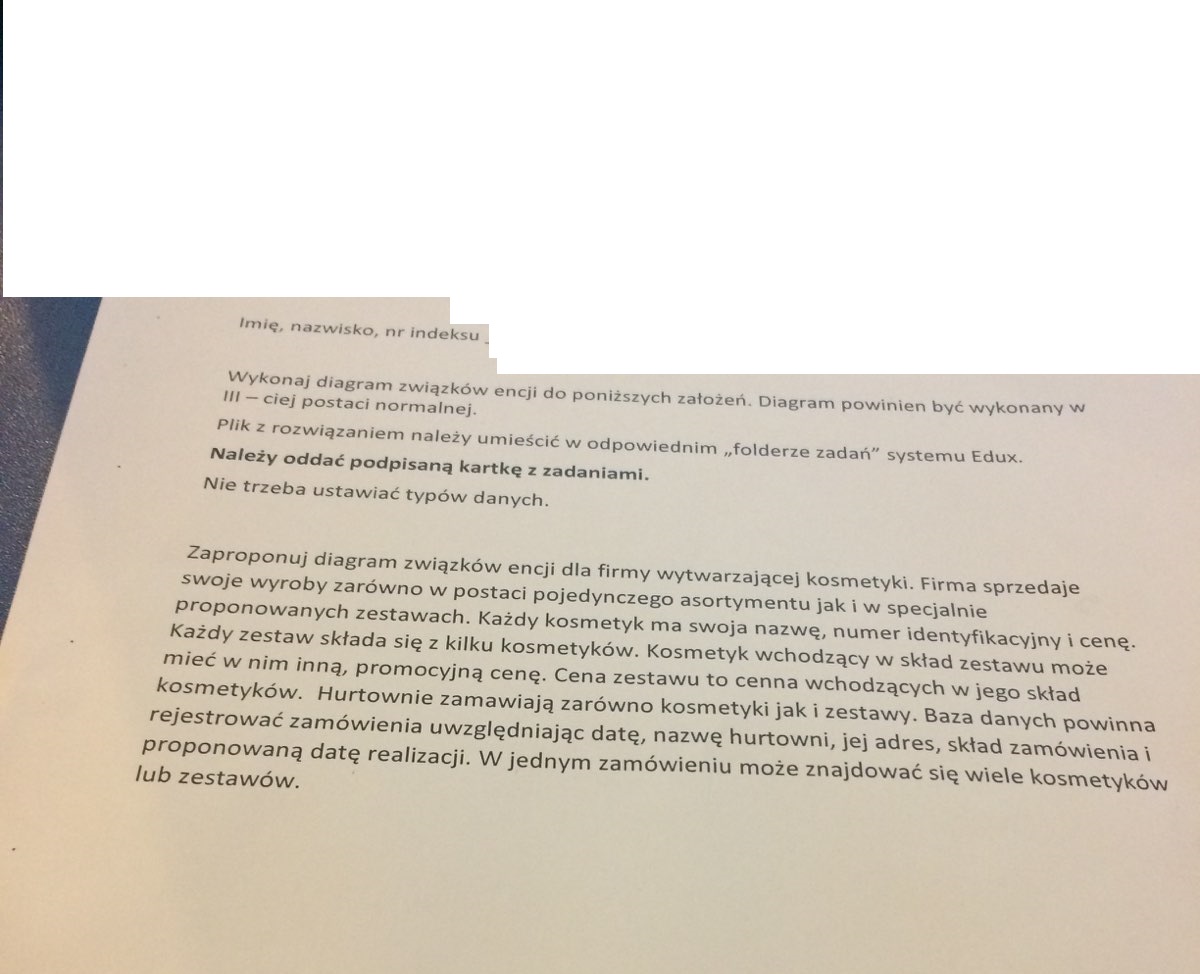 Imię, nazwisko, nr indeksu _
Wykonaj diagram związków encji do poniższych założeń. Diagram powinien być wykonany w
III – ciej postaci normalnej.
Plik z rozwiązaniem należy umieścić w odpowiednim „folderze zadań” systemu Edux.
Należy oddać podpisaną kartkę z zadaniami.
Nie trzeba ustawiać typów danych.
Zaproponuj diagram związków encji dla firmy wytwarzającej kosmetyki. Firma sprzedaje
swoje wyroby zarówno w postaci pojedynczego asortymentu jak i w specjalnie
proponowanych zestawach. Każdy kosmetyk ma swoja nazwę, numer identyfikacyjny i cenę.
Każdy zestaw składa się z kilku kosmetyków. Kosmetyk wchodzący w skład zestawu może
mieć w nim inną, promocyjną cenę. Cena zestawu to cenna wchodzących w jego skład
kosmetyków. Hurtownie zamawiają zarówno kosmetyki jak i zestawy. Baza danych powinna
rejestrować zamówienia uwzględniając datę, nazwę hurtowni, jej adres, skład zamówienia i
proponowaną datę realizacji. W jednym zamówieniu może znajdować się wiele kosmetyków
lub zestawów.